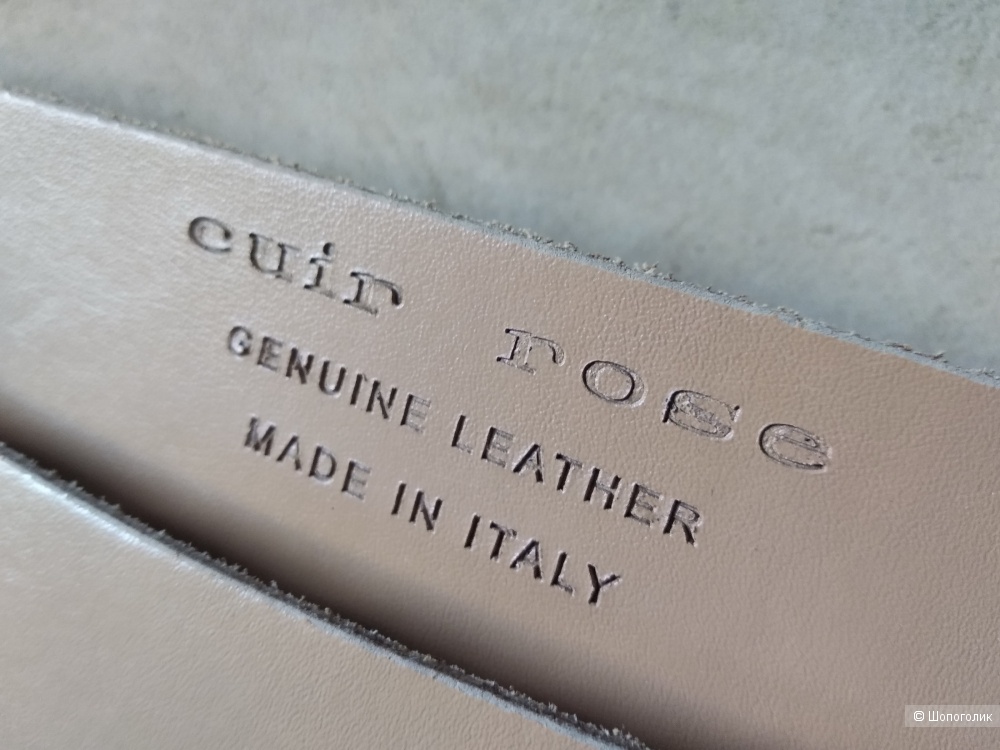 cuir rose
GENUINE LEATHER
MADE IN ITALY
© Шопоголик